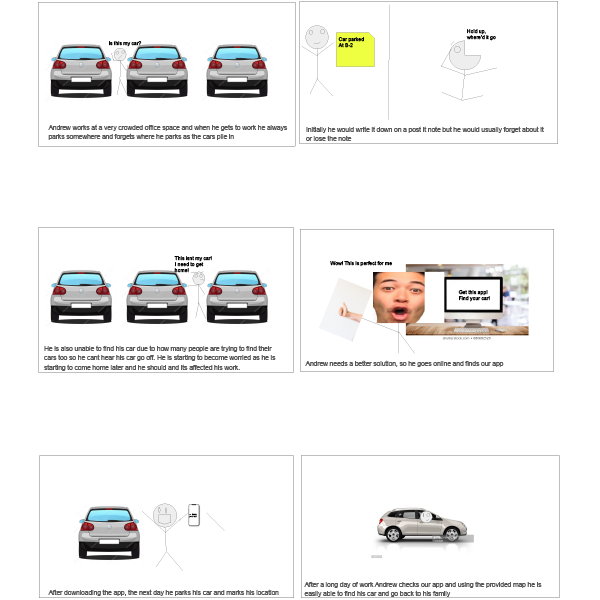 Is this my car?
Andrew works at a very crowded office space and when he gets to work he always
parks somewhere and forgets where he parks as the cars pile in
Car parked
At B-2
Hold up,
where'd it go
Initially he would write it down on a post it note but he would usually forget about it
or lose the note
This isnt my car!
I need to get
home!
He is also unable to find his car due to how many people are trying to find their
cars too so he cant hear his car go off. He is starting to become worried as he is
starting to come home later and he should and its affected his work.
Wow! This is perfect for me
Get this app!
Find your car!
Andrew needs a better solution, so he goes online and finds our app
After downloading the app, the next day he parks his car and marks his location
After a long day of work Andrew checks our app and using the provided map he is
easily able to find his car and go back to his family